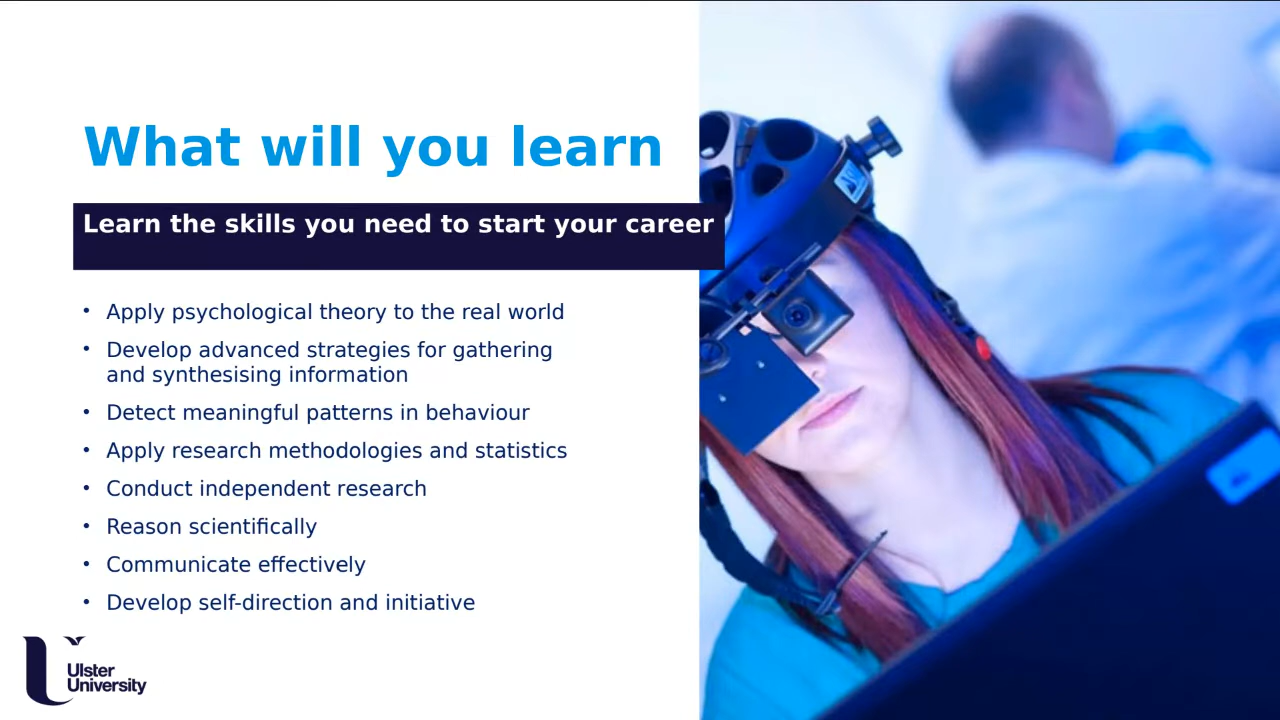 What will you learn
Learn the skills you need to start your career
• Apply psychological theory to the real world
• Develop advanced strategies for gathering
and synthesising information
• Detect meaningful patterns in behaviour
• Apply research methodologies and statistics
• Conduct independent research
• Reason scientifically
• Communicate effectively
• Develop self-direction and initiative
Ulster
University